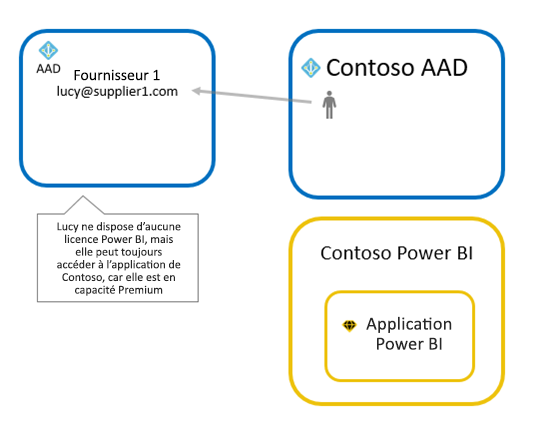 AAD
Fournisseur 1
lucy@supplier1.com
Contoso AAD
Lucy ne dispose d’aucune
licence Power BI, mais
elle peut toujours
accéder à l’application de
Contoso, car elle est en
capacité Premium
Contoso Power BI
Application
Power BI